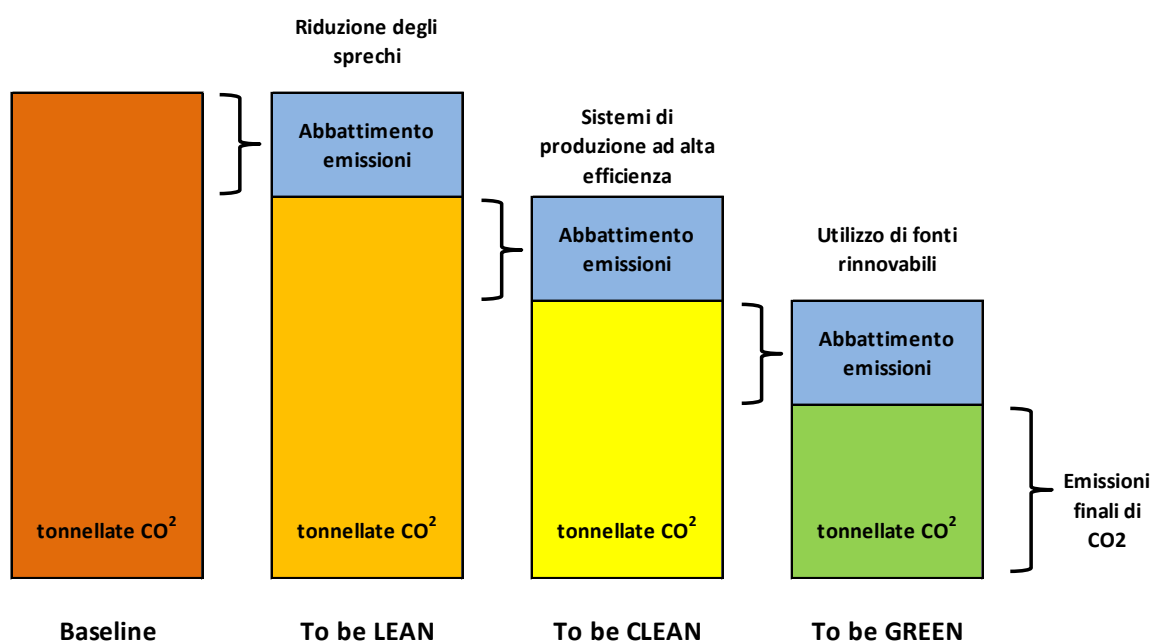 Riduzione degli
sprechi
Abbattimento
emissioni
Sistemi di
produzione ad alta
efficienza
Abbattimento
emissioni
Utilizzo di fonti
rinnovabili
Abbattimento
emissioni
tonnellate CO²
tonnellate CO²
tonnellate CO²
tonnellate CO²
Emissioni
finali di
CO2
Baseline
To be LEAN
To be CLEAN
To be GREEN